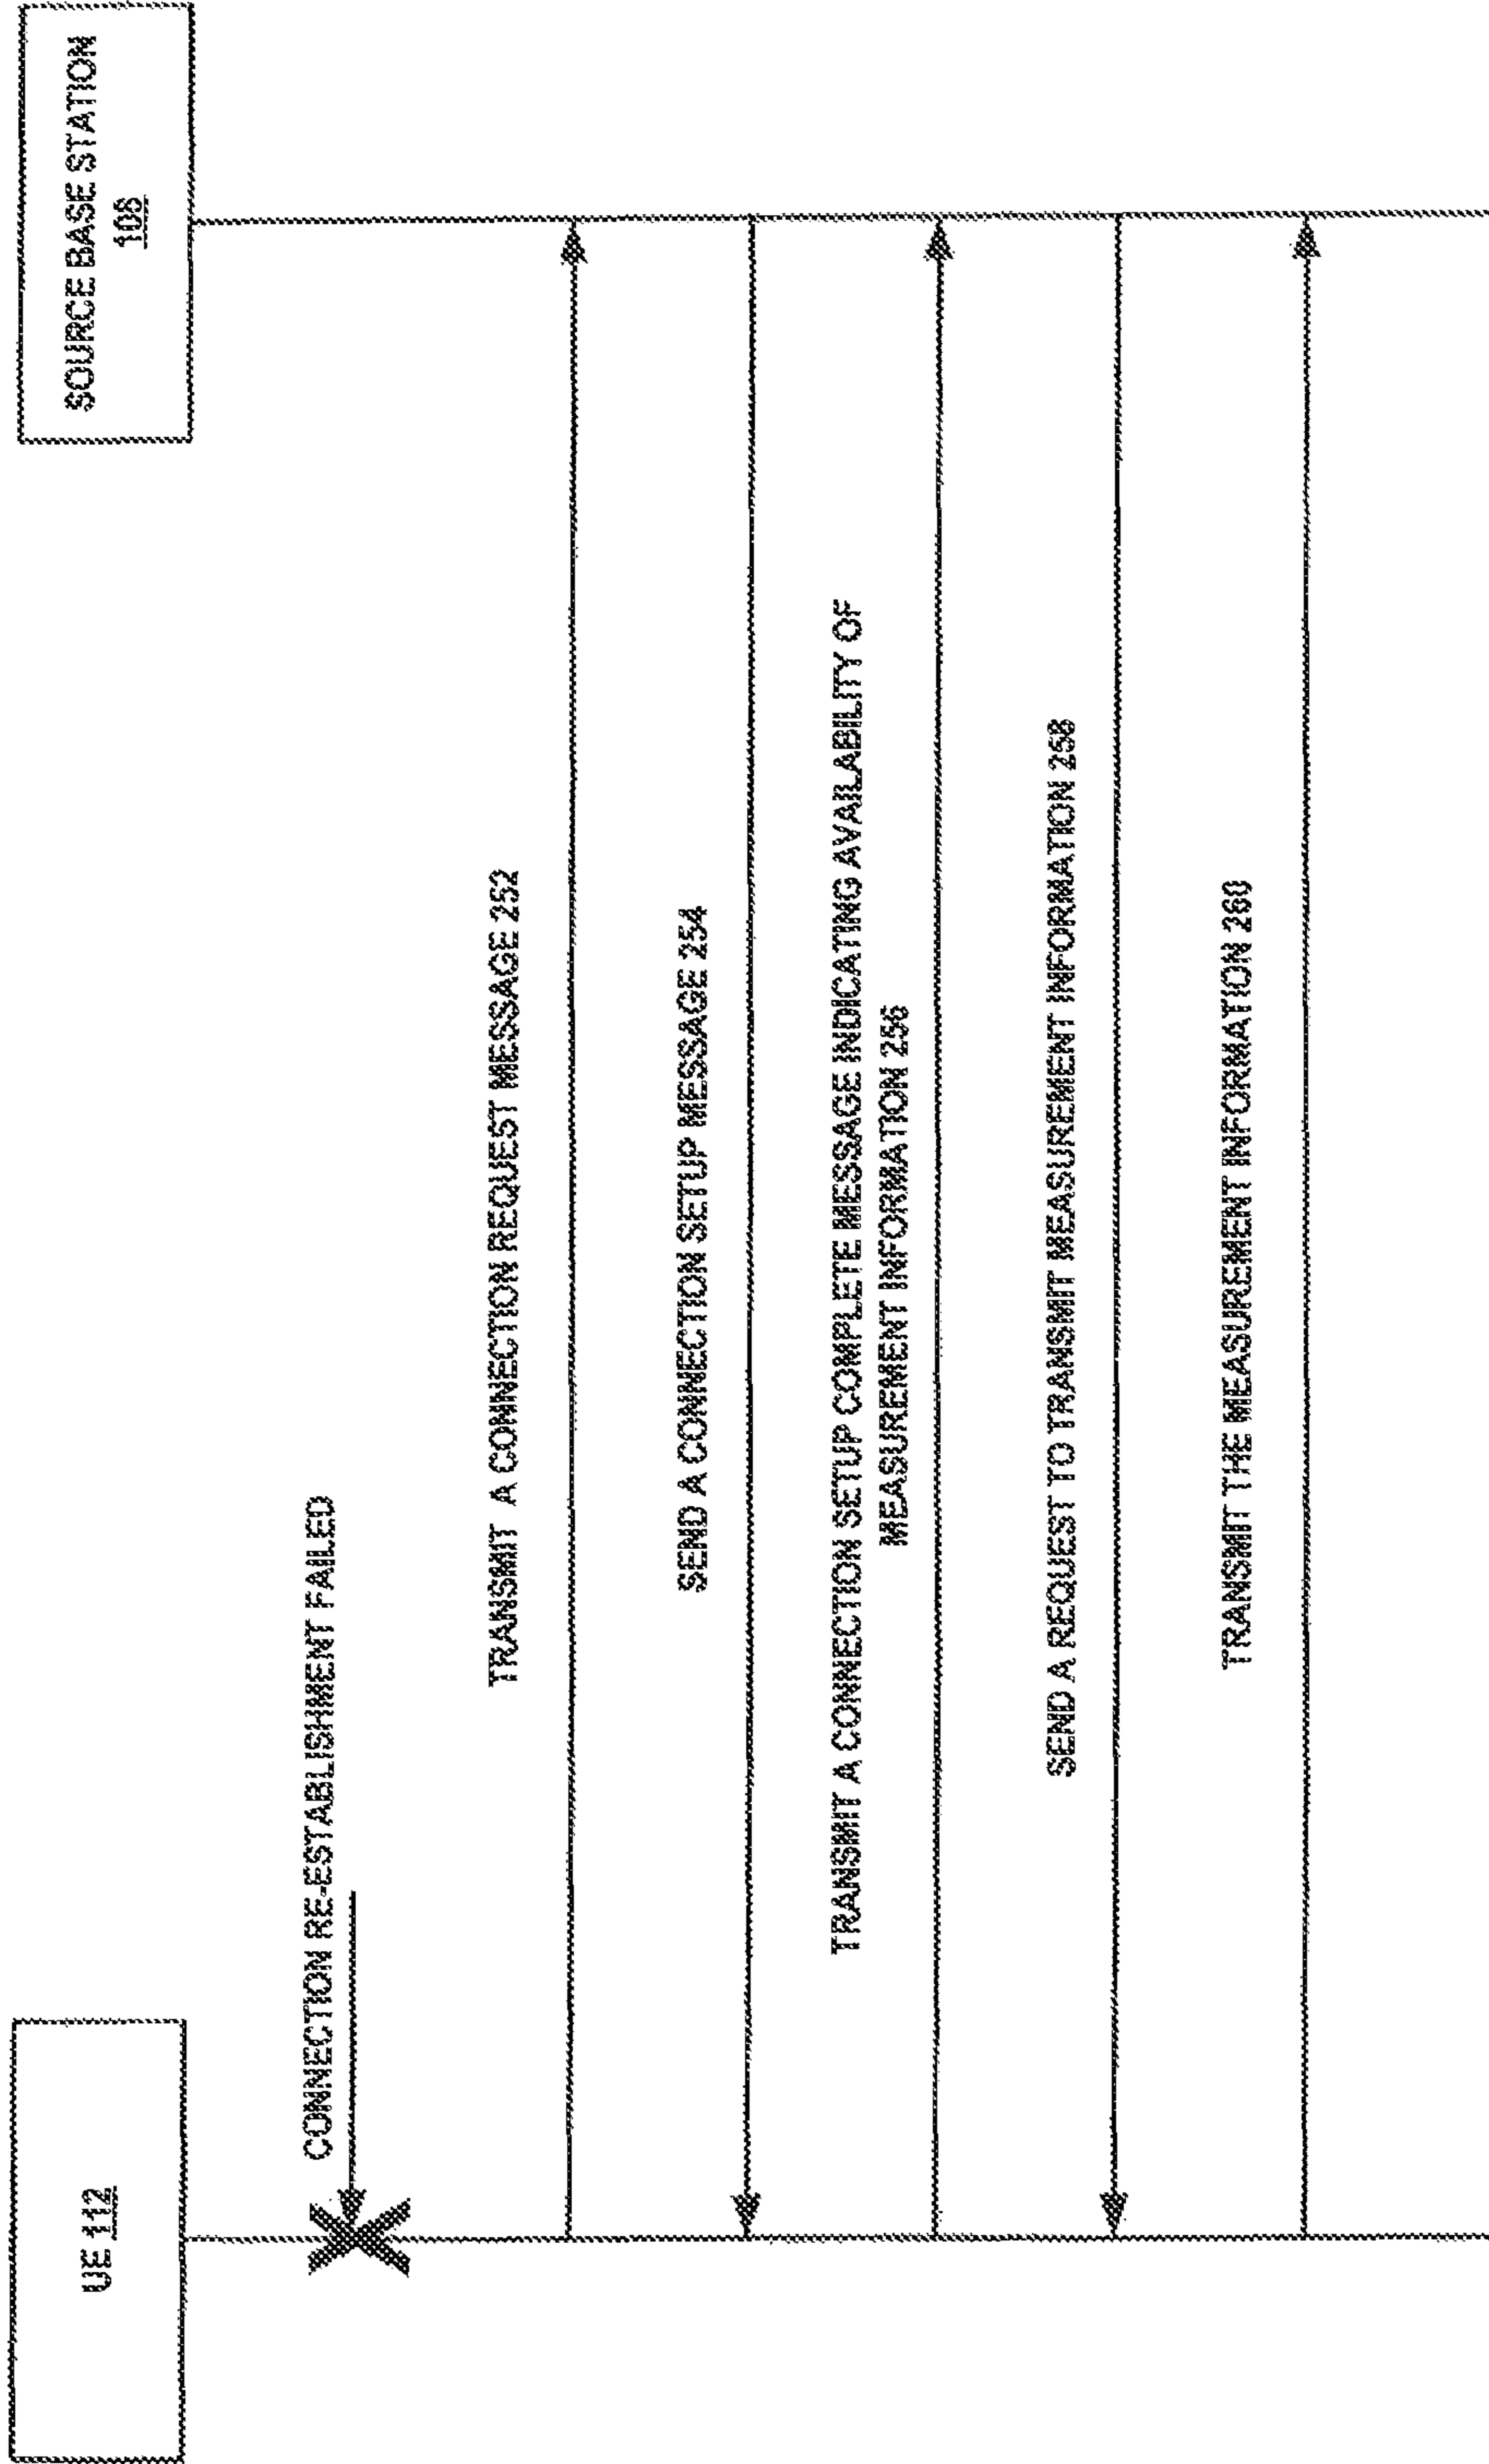 UE 112
SOURCE BASE STATION
108
CONNECTION RE-ESTABLISHMENT FAILED
TRANSMIT A CONNECTION REQUEST MESSAGE 252
SEND A CONNECTION SETUP MESSAGE 254
TRANSMIT A CONNECTION SETUP COMPLETE MESSAGE INDICATING AVAILABILITY OF
MEASUREMENT INFORMATION 256
SEND A REQUEST TO TRANSMIT MEASUREMENT INFORMATION 258
TRANSMIT THE MEASUREMENT INFORMATION 260